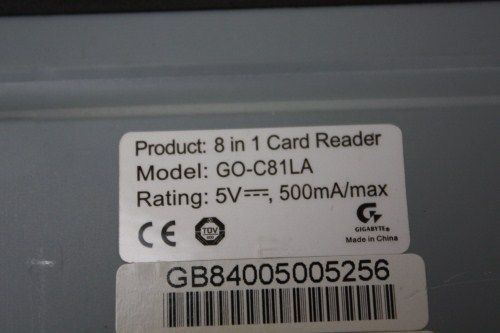 Product: 8 in 1 Card Reader
Model: GO-C81LA
Rating: 5V⎓, 500mA/max
CE
TÜV
GIGABYTE®
Made in China
GB84005005256